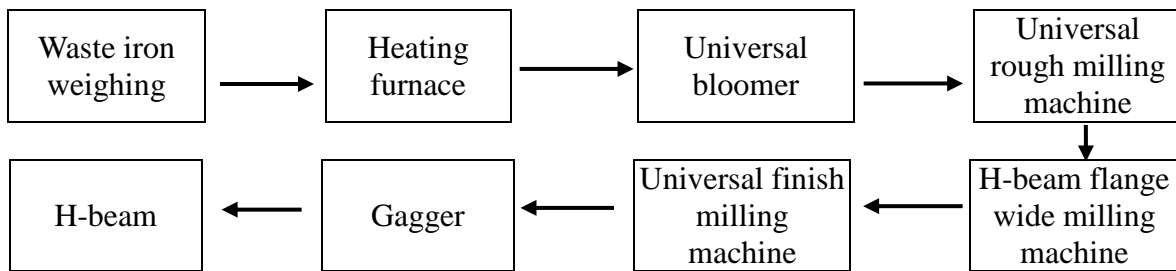 Waste iron
weighing
Heating
furnace
Universal
bloomer
Universal
rough milling
machine
H-beam flange
wide milling
machine
Universal finish
milling
machine
Gagger
H-beam